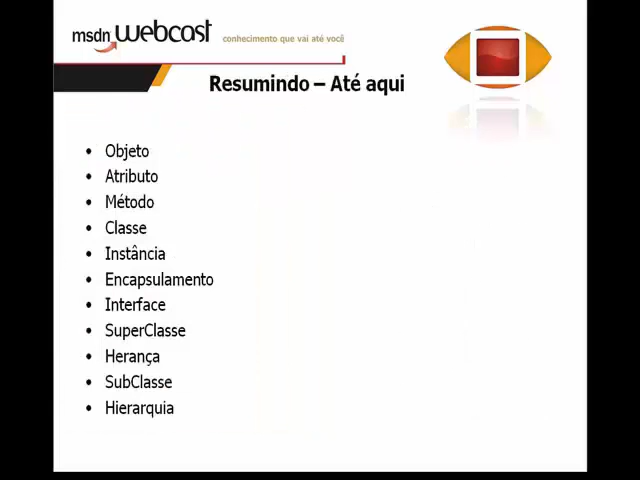 msdn webcast conhecimento que vai até você
Resumindo – Até aqui
• Objeto
• Atributo
• Método
• Classe
• Instância
• Encapsulamento
• Interface
• SuperClasse
• Herança
• SubClasse
• Hierarquia